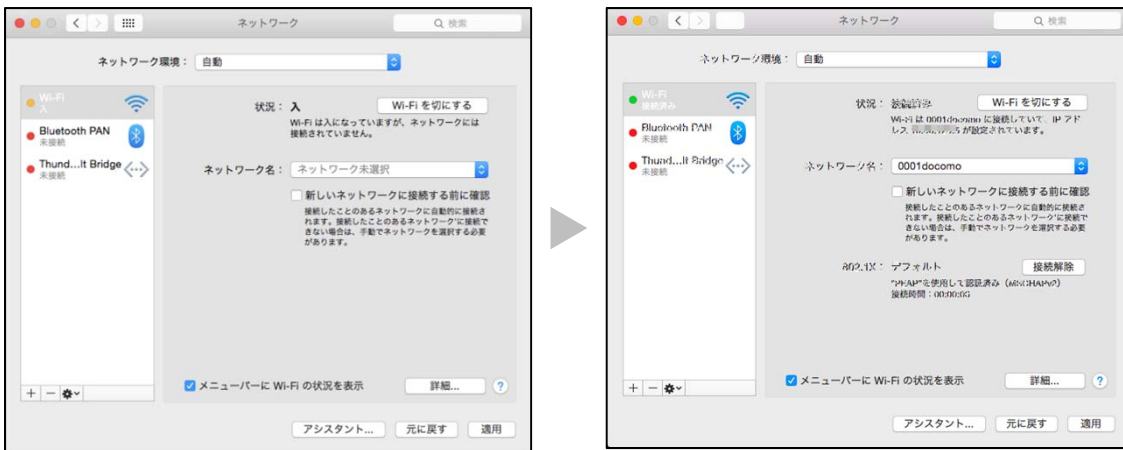 ネットワーク
検索
ネットワーク環境： 自動
Wi-Fi
入
Bluetooth PAN
未接続
Thund...lt Bridge
未接続
状況： 入
Wi-Fi を切にする
Wi-Fi は入になっていますが、ネットワークには
接続されていません。
ネットワーク名： ネットワーク未選択
新しいネットワークに接続する前に確認
接続したことのあるネットワークに自動的に接続さ
れます。接続したことのあるネットワークに接続で
きない場合は、手動でネットワークを選択する必要
があります。
メニューバーに Wi-Fi の状況を表示
詳細...
?
アシスタント... 元に戻す 適用
ネットワーク
検索
ネットワーク環境： 自動
Wi-Fi
接続済み
Bluetooth PAN
未接続
Thund...lt Bridge
未接続
状況： 接続済み
Wi-Fi を切にする
Wi-Fi は 0001docomo に接続していて、IP アド
レス が設定されています。
ネットワーク名： 0001docomo
新しいネットワークに接続する前に確認
接続したことのあるネットワークに自動的に接続さ
れます。接続したことのあるネットワークに接続で
きない場合は、手動でネットワークを選択する必要
があります。
802.1X： デフォルト
接続解除
"PEAP"を使用して認証済み（MSCHAPv2）
接続時間：
メニューバーに Wi-Fi の状況を表示
詳細...
?
アシスタント... 元に戻す 適用